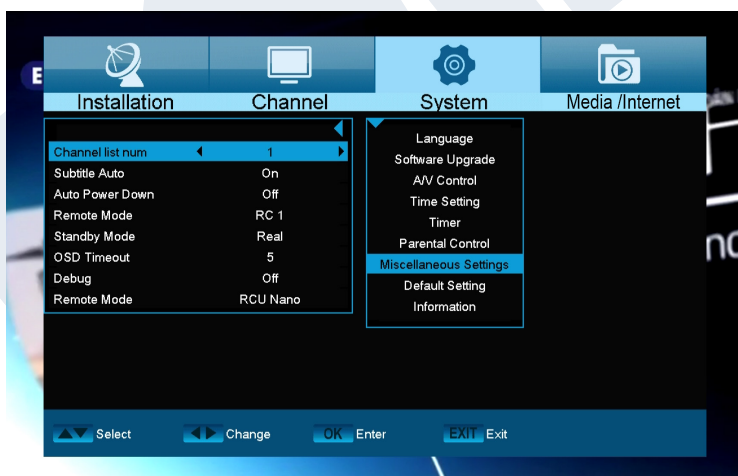 E
Installation
Channel
System
Media /Internet
Channel list num 1
Subtitle Auto On
Auto Power Down Off
Remote Mode RC 1
Standby Mode Real
OSD Timeout 5
Debug Off
Remote Mode RCU Nano
Language
Software Upgrade
A/V Control
Time Setting
Timer
Parental Control
Miscellaneous Settings
Default Setting
Information
Select
Change
OK Enter
EXIT Exit